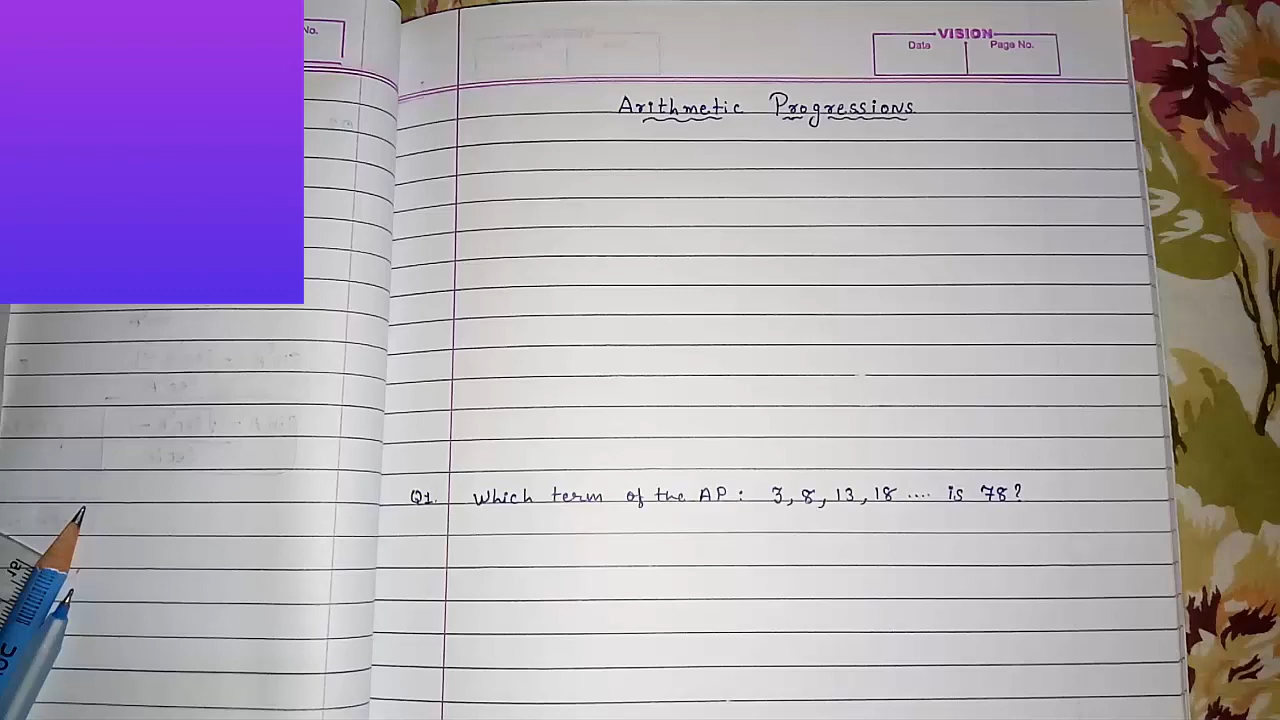 No.
VISION
Data Page No.
Arithmetic Progressions
Q1. Which term of the AP: 3, 8, 13, 18 .... is 78?